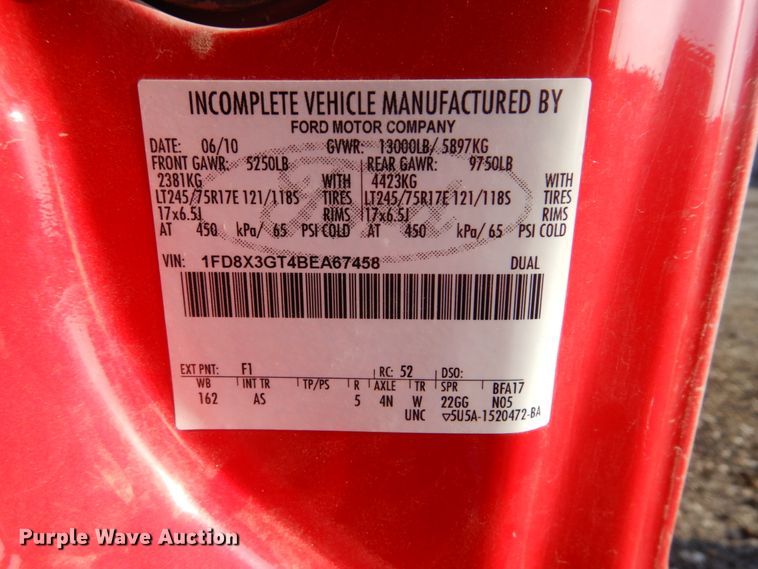 INCOMPLETE VEHICLE MANUFACTURED BY
FORD MOTOR COMPANY
DATE: 06/10 GVWR: 13000LB/ 5897KG
FRONT GAWR: 5250LB REAR GAWR: 9750LB
2381KG WITH 4423KG WITH
LT245/75R17E 121/118S TIRES LT245/75R17E 121/118S TIRES
17x6.5J RIMS 17x6.5J RIMS
AT 450 kPa/ 65 PSI COLD AT 450 kPa/ 65 PSI COLD
VIN: 1FD8X3GT4BEA67458 DUAL
EXT PNT: F1 RC: 52 DSO:
WB INT TR TP/PS R AXLE TR SPR BFA17
162 AS 5 4N W 22GG N05
UNC ▽5U5A-1520472-BA
Purple Wave Auction